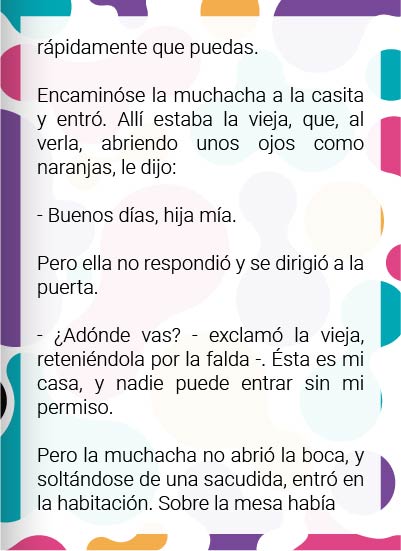 rápidamente que puedas.
Encaminóse la muchacha a la casita
y entró. Allí estaba la vieja, que, al
verla, abriendo unos ojos como
naranjas, le dijo:
- Buenos días, hija mía.
Pero ella no respondió y se dirigió a la
puerta.
- ¿Adónde vas? - exclamó la vieja,
reteniéndola por la falda -. Ésta es mi
casa, y nadie puede entrar sin mi
permiso.
Pero la muchacha no abrió la boca, y
soltándose de una sacudida, entró en
la habitación. Sobre la mesa había